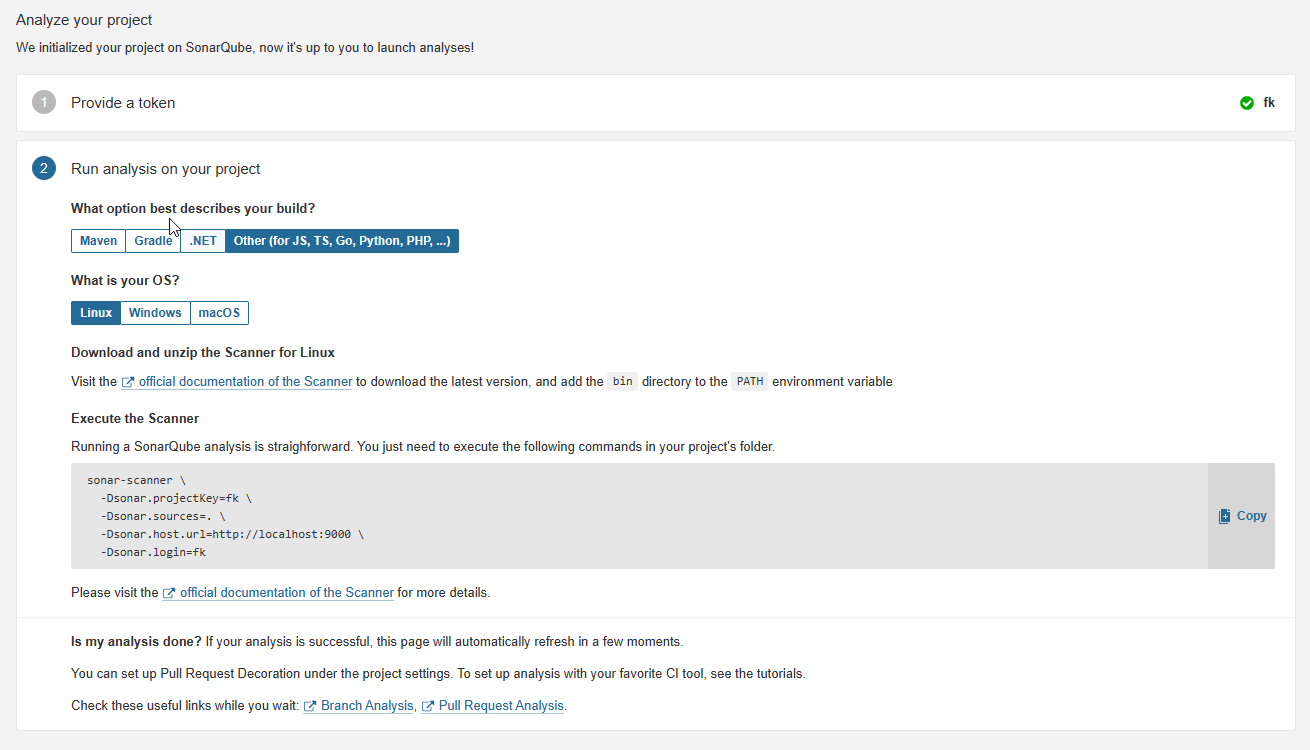 Analyze your project
We initialized your project on SonarQube, now it's up to you to launch analyses!
1 Provide a token fk
2 Run analysis on your project
What option best describes your build?
Maven Gradle .NET Other (for JS, TS, Go, Python, PHP, ...)
What is your OS?
Linux Windows macOS
Download and unzip the Scanner for Linux
Visit the official documentation of the Scanner to download the latest version, and add the bin directory to the PATH environment variable
Execute the Scanner
Running a SonarQube analysis is straighforward. You just need to execute the following commands in your project's folder.
sonar-scanner \
-Dsonar.projectKey=fk \
-Dsonar.sources=. \
-Dsonar.host.url=http://localhost:9000 \
-Dsonar.login=fk
Copy
Please visit the official documentation of the Scanner for more details.
Is my analysis done? If your analysis is successful, this page will automatically refresh in a few moments.
You can set up Pull Request Decoration under the project settings. To set up analysis with your favorite CI tool, see the tutorials.
Check these useful links while you wait: Branch Analysis, Pull Request Analysis.